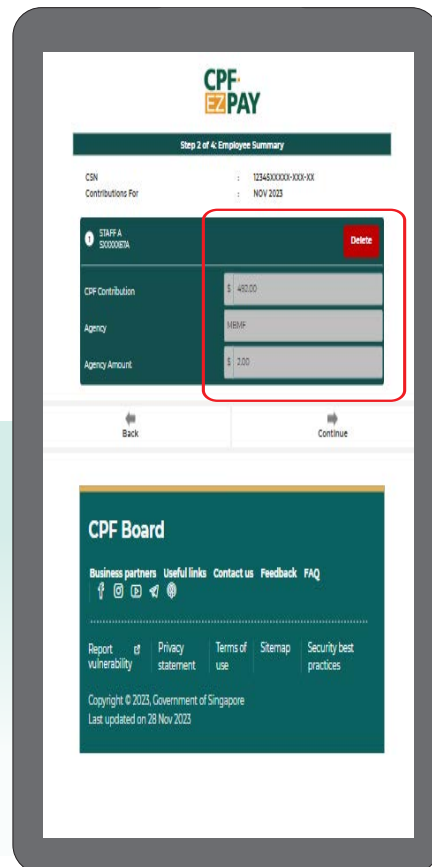 CPF
EZPAY
Step 2 of 4: Employee Summary
CSN : 12345XXXXX-XXX-XX
Contributions For : NOV 2023
1 STAFF A
SXXXX167A
Delete
CPF Contribution $ 492.00
Agency MBMF
Agency Amount $ 2.00
Back Continue
CPF Board
Business partners Useful links Contact us Feedback FAQ
Report vulnerability
Privacy statement
Terms of use
Sitemap
Security best practices
Copyright © 2023, Government of Singapore
Last updated on 28 Nov 2023